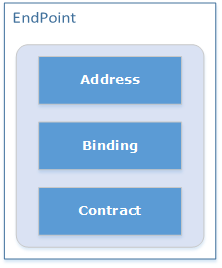 EndPoint
Address
Binding
Contract